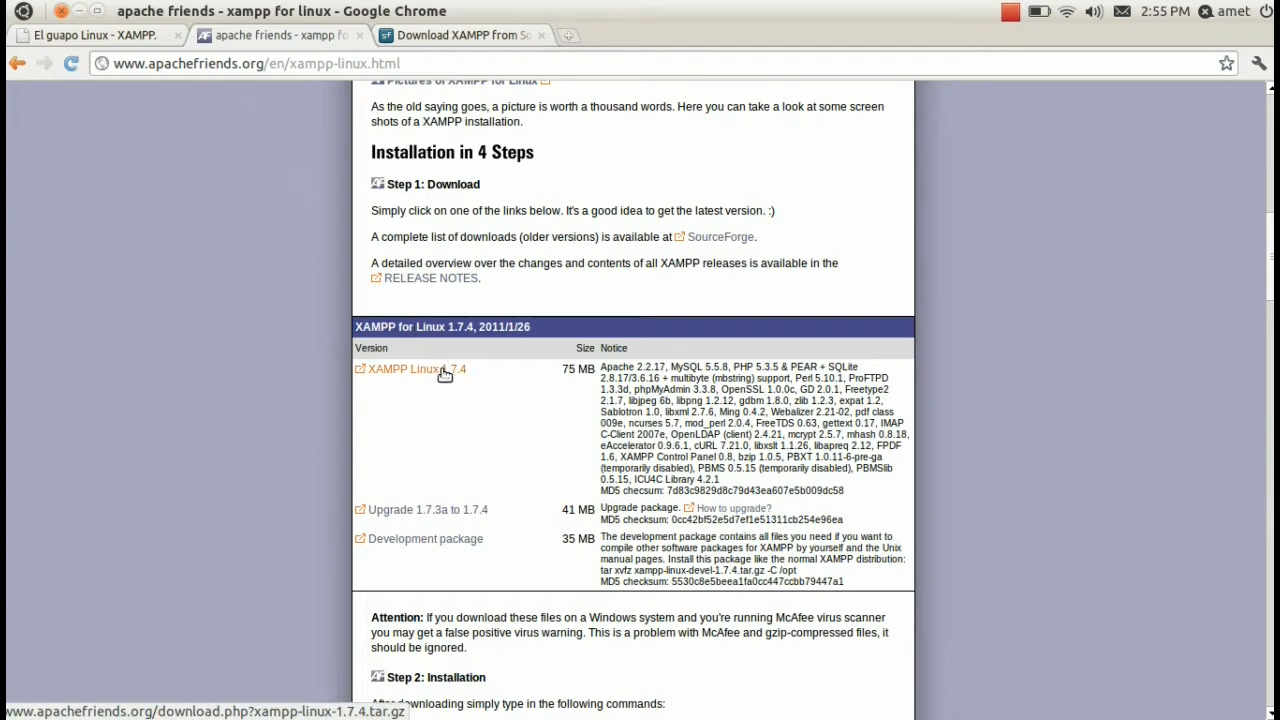 apache friends - xampp for linux - Google Chrome
2:55 PM amet
El guapo Linux - XAMPP.
apache friends - xampp fo
Download XAMPP from So
www.apachefriends.org/en/xampp-linux.html
Pictures of XAMPP for Linux
As the old saying goes, a picture is worth a thousand words. Here you can take a look at some screen
shots of a XAMPP installation.
Installation in 4 Steps
Step 1: Download
Simply click on one of the links below. It's a good idea to get the latest version. :)
A complete list of downloads (older versions) is available at SourceForge.
A detailed overview over the changes and contents of all XAMPP releases is available in the
RELEASE NOTES.
XAMPP for Linux 1.7.4, 2011/1/26
Version Size Notice
XAMPP Linux 1.7.4 75 MB Apache 2.2.17, MySQL 5.5.8, PHP 5.3.5 & PEAR + SQLite
2.8.17/3.6.16 + multibyte (mbstring) support, Perl 5.10.1, ProFTPD
1.3.3d, phpMyAdmin 3.3.8, OpenSSL 1.0.0c, GD 2.0.1, Freetype2
2.1.7, libjpeg 6b, libpng 1.2.12, gdbm 1.8.0, zlib 1.2.3, expat 1.2,
Sablotron 1.0, libxml 2.7.6, Ming 0.4.2, Webalizer 2.21-02, pdf class
009e, ncurses 5.7, mod_perl 2.0.4, FreeTDS 0.63, gettext 0.17, IMAP
C-Client 2007e, OpenLDAP (client) 2.4.21, mcrypt 2.5.7, mhash 0.8.18,
eAccelerator 0.9.6.1, cURL 7.21.0, libxslt 1.1.26, libapreq 2.12, FPDF
1.6, XAMPP Control Panel 0.8, bzip 1.0.5, PBXT 1.0.11-6-pre-ga
(temporarily disabled), PBMS 0.5.15 (temporarily disabled), PBMSlib
0.5.15, ICU4C Library 4.2.1
MD5 checsum: 7d83c9829d8c79d43ea607e5b009dc58
Upgrade 1.7.3a to 1.7.4 41 MB Upgrade package. How to upgrade?
MD5 checksum: 0cc42bf52e5d7ef1e51311cb254e96ea
Development package 35 MB The development package contains all files you need if you want to
compile other software packages for XAMPP by yourself and the Unix
manual pages. Install this package like the normal XAMPP distribution:
tar xvfz xampp-linux-devel-1.7.4.tar.gz -C /opt
MD5 checksum: 5530c8e5beea1fa0cc447ccbb79447a1
Attention: If you download these files on a Windows system and you're running McAfee virus scanner
you may get a false positive virus warning. This is a problem with McAfee and gzip-compressed files, it
should be ignored.
Step 2: Installation
After downloading simply type in the following commands:
www.apachefriends.org/download.php?xampp-linux-1.7.4.tar.gz